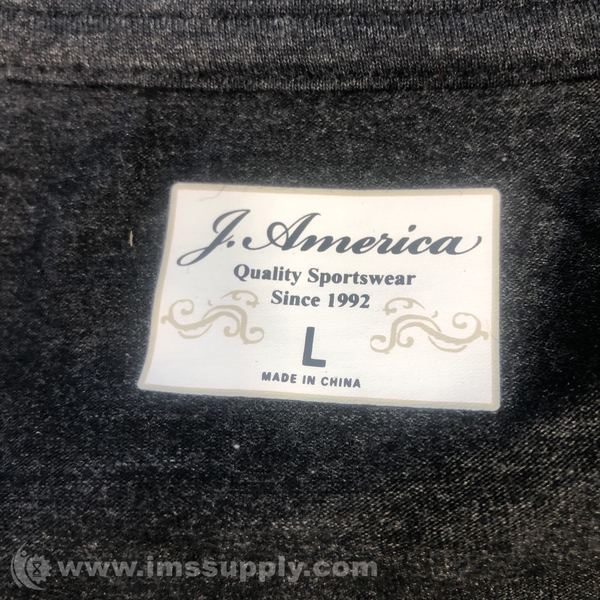 J. America
Quality Sportswear
Since 1992
L
MADE IN CHINA
www.imssupply.com